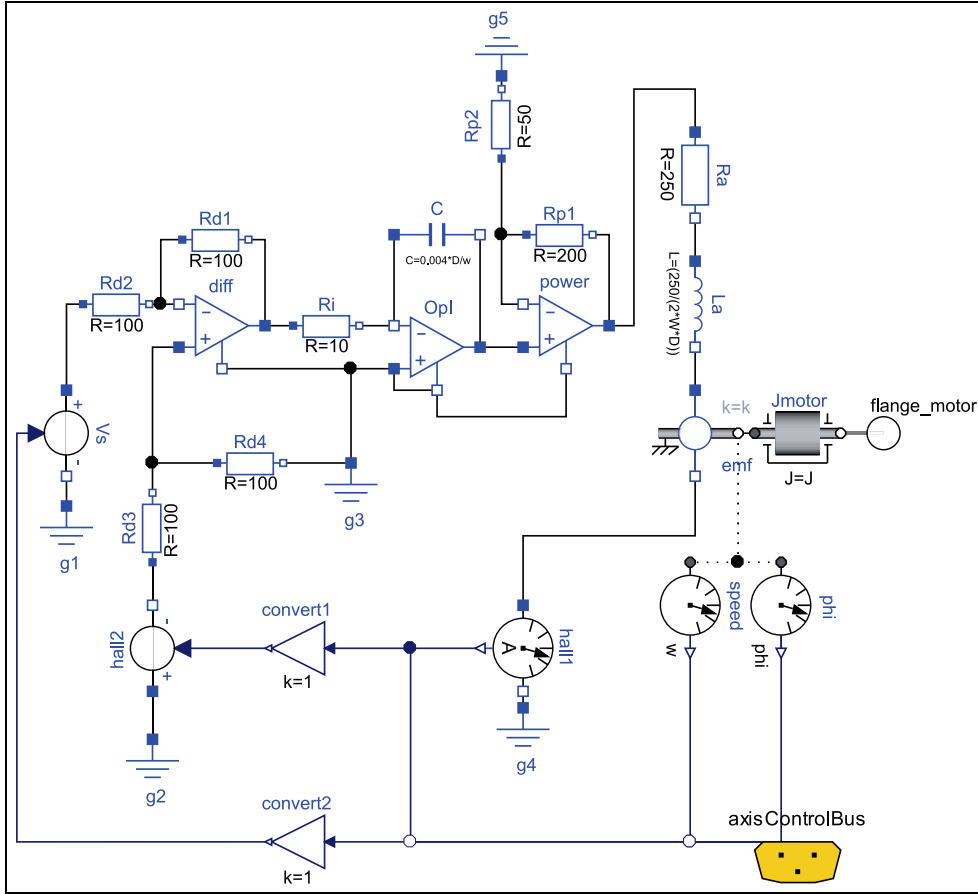 g5
Rp2
R=50
Ra
R=250
Rd1
R=100
C
C=0.004*D/w
Rp1
R=200
Rd2
R=100
diff
Ri
R=10
OpI
power
La
L=(250/(2*W*D))
+
Vs
-
k=k
Jmotor
flange_motor
emf
J=J
Rd4
R=100
g1
g3
Rd3
R=100
convert1
k=1
hall2
-
+
hall1
A
speed
w
phi
phi
g2
g4
convert2
k=1
axisControlBus